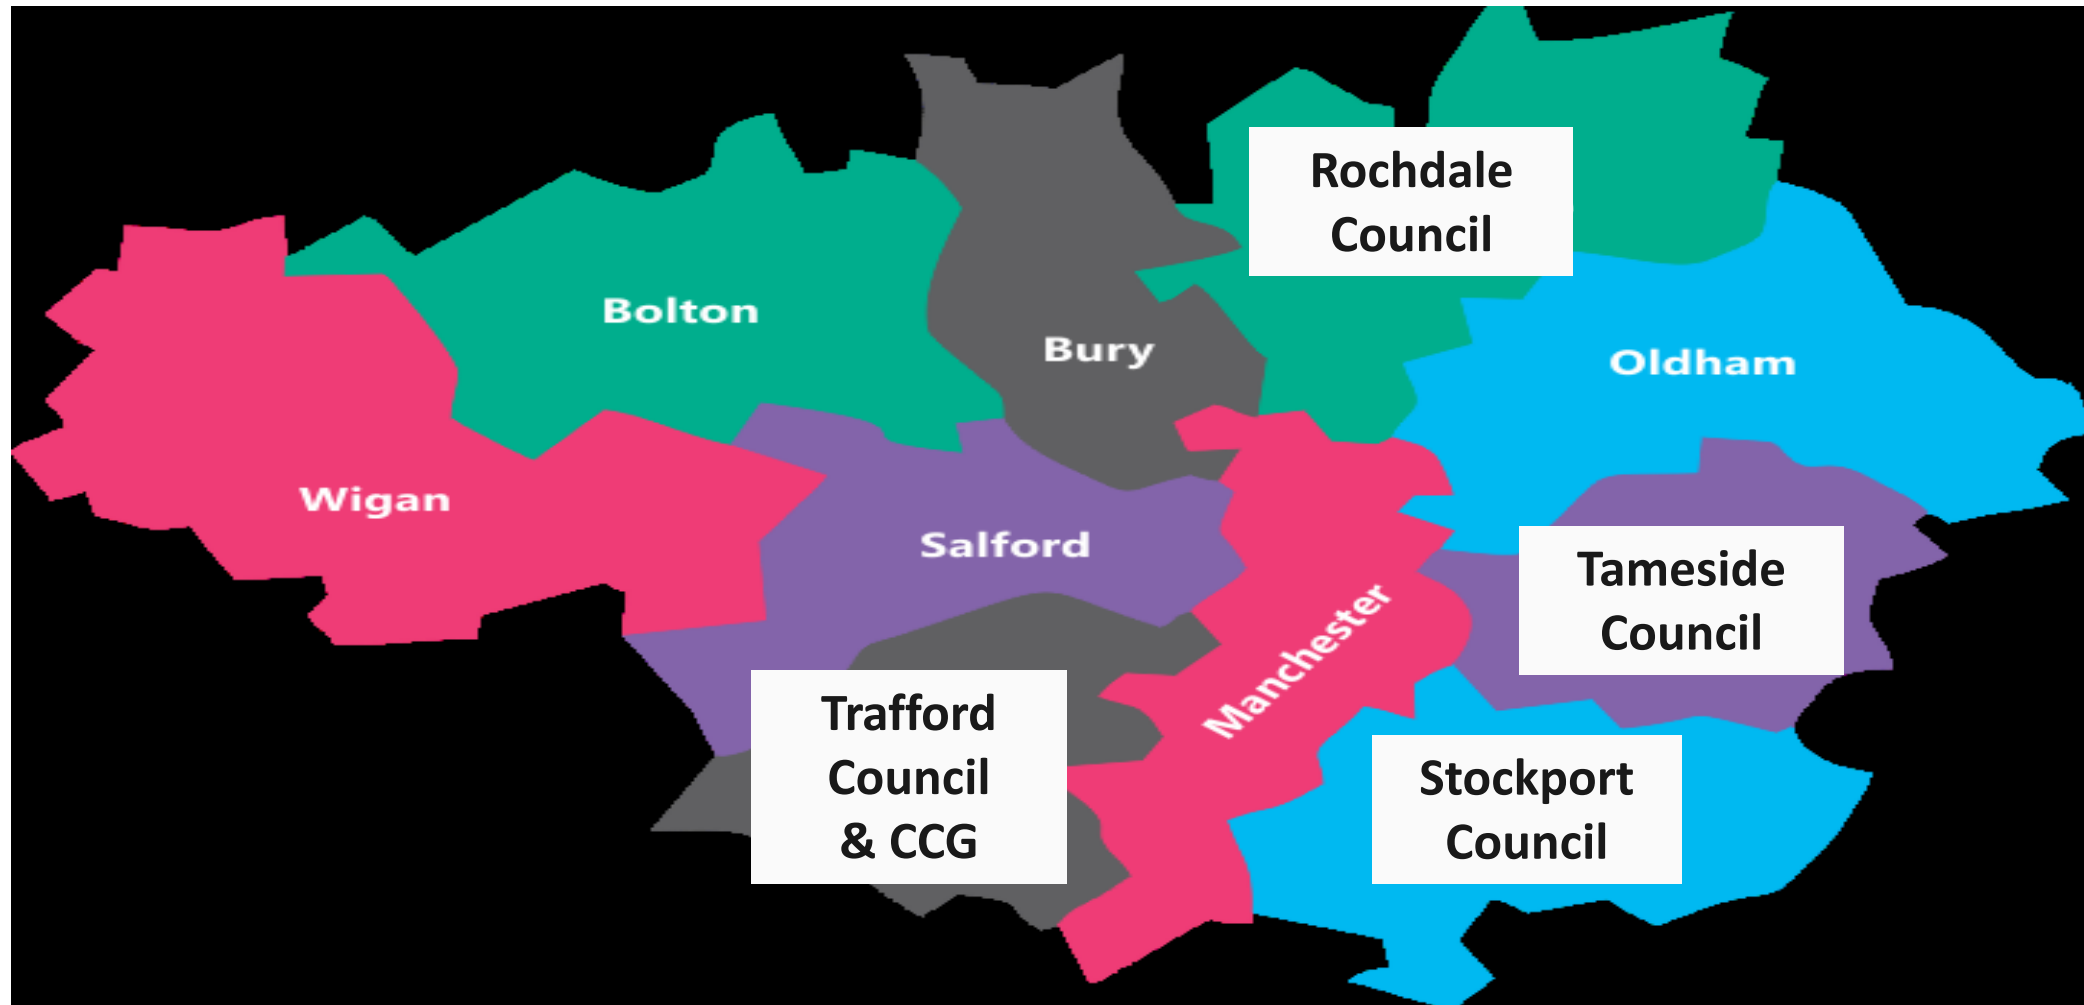 Rochdale
Council
Bolton
Bury
Oldham
Wigan
Salford
Tameside
Council
Manchester
Trafford
Council
& CCG
Stockport
Council